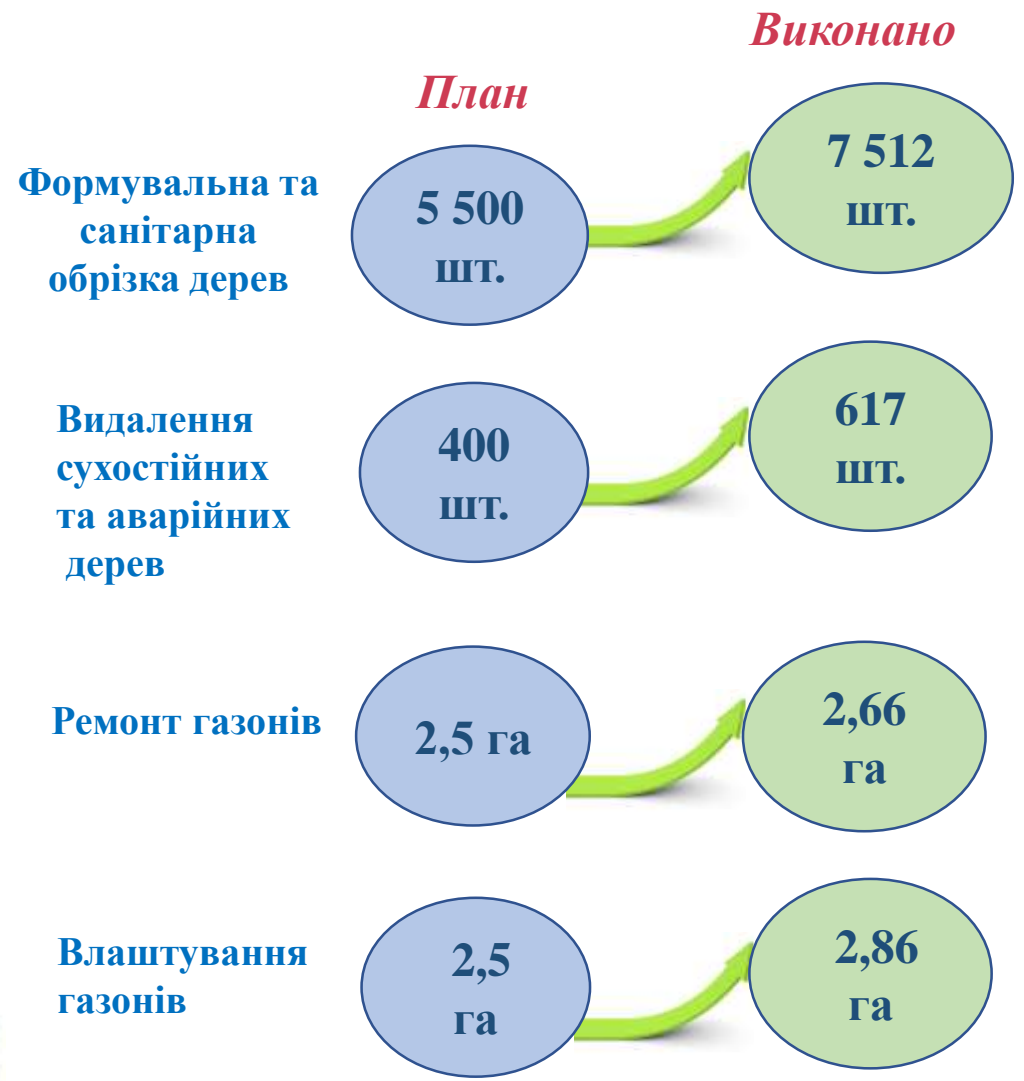 Виконано
План
Формувальна та
санітарна
обрізка дерев
5 500
шт.
7 512
шт.
Видалення
сухостійних
та аварійних
дерев
400
шт.
617
шт.
Ремонт газонів
2,5 га
2,66
га
Влаштування
газонів
2,5
га
2,86
га